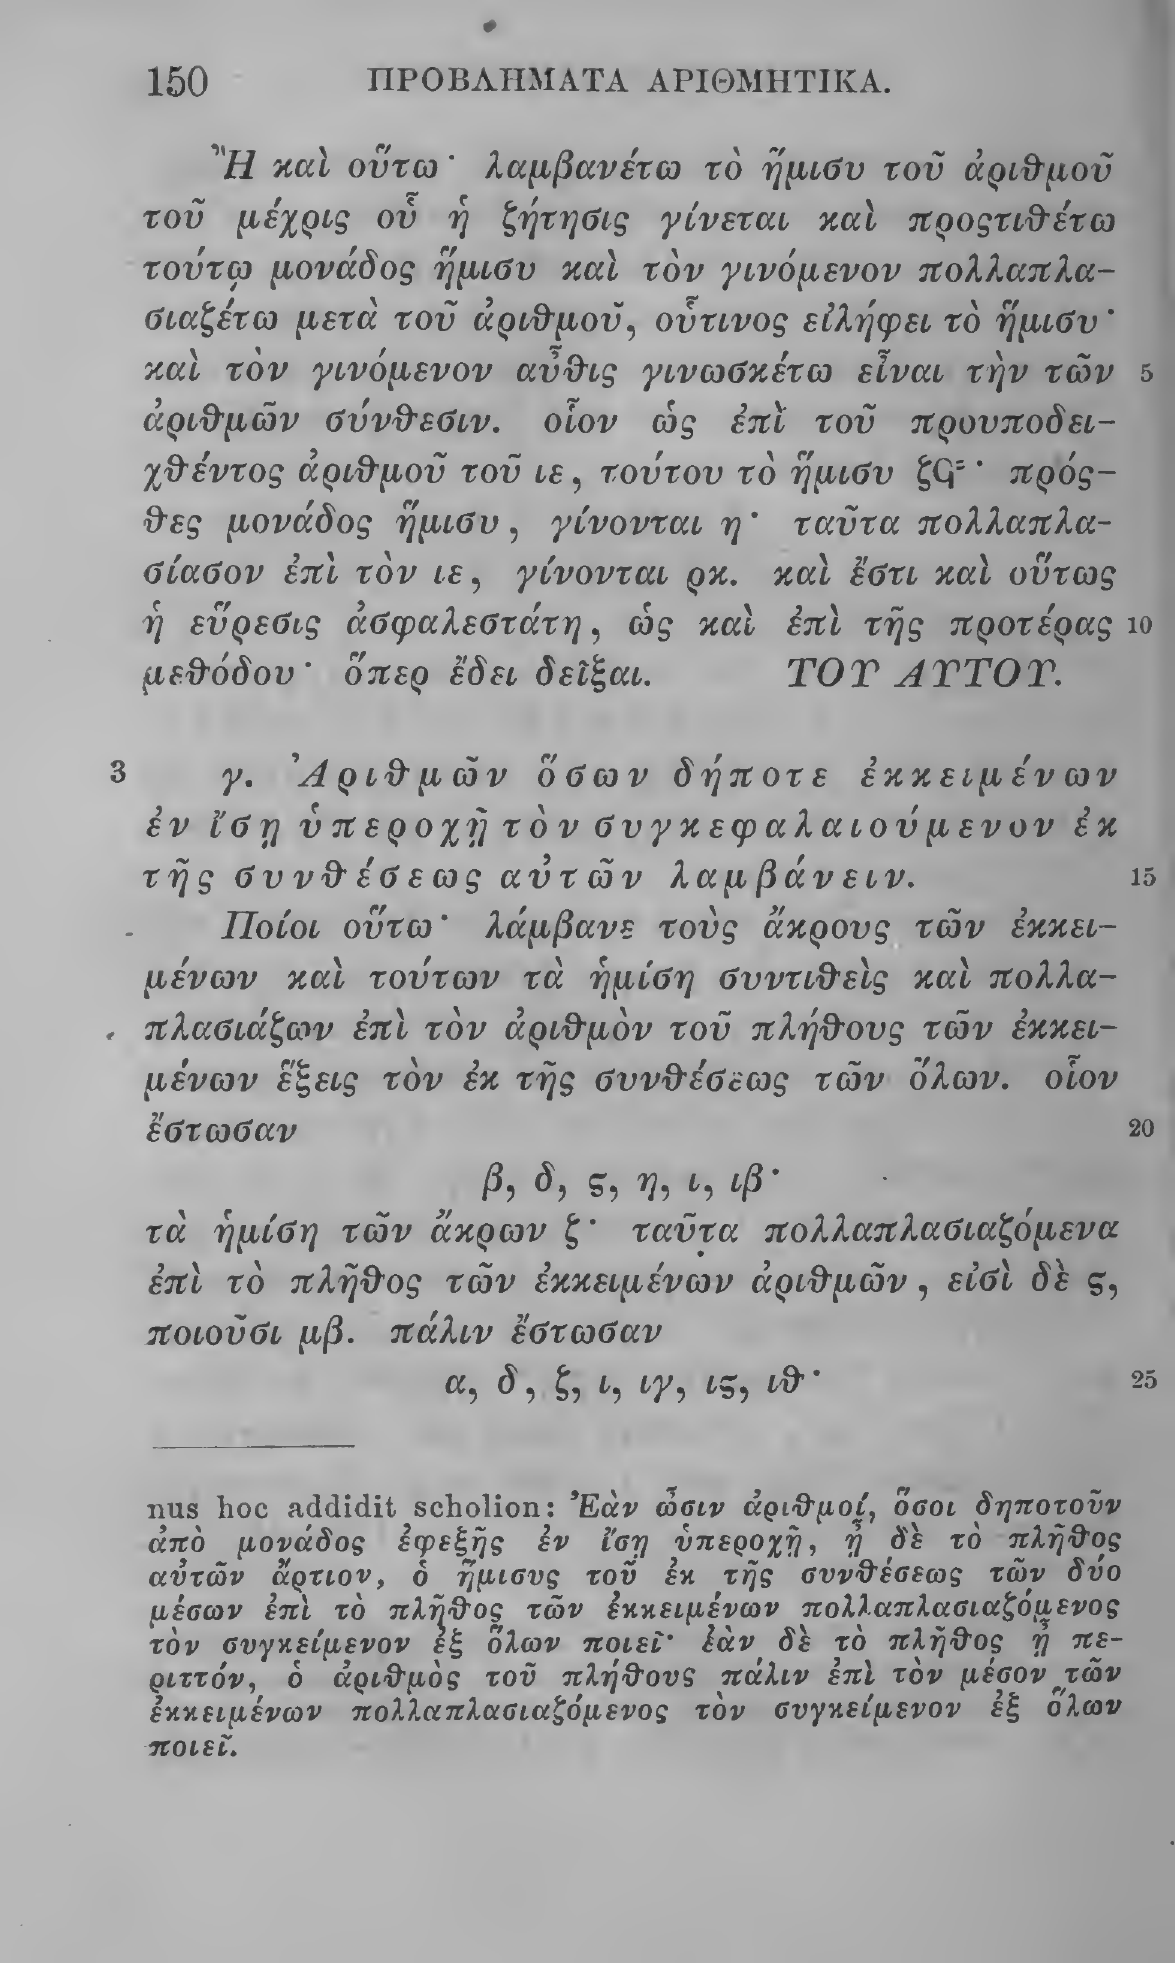 150 ΠΡΟΒΛΗΜΑΤΑ ΑΡΙΘΜΗΤΙΚΑ.
Ἢ καὶ οὕτω· λαμβανέτω τὸ ἥμισυ τοῦ ἀριθμοῦ
τοῦ μέχρις οὗ ἡ ζήτησις γίνεται καὶ προςτιθέτω
τούτῳ μονάδος ἥμισυ καὶ τὸν γινόμενον πολλαπλα-
σιαζέτω μετὰ τοῦ ἀριθμοῦ, οὗτινος εἰλήφει τὸ ἥμισυ·
καὶ τὸν γινόμενον αὖθις γινωσκέτω εἶναι τὴν τῶν 5
ἀριθμῶν σύνθεσιν. οἷον ὡς ἐπὶ τοῦ προυποδει-
χθέντος ἀριθμοῦ τοῦ ιε, τούτου τὸ ἥμισυ ζϤʹ· πρός-
θες μονάδος ἥμισυ, γίνονται η· ταῦτα πολλαπλα-
σίασον ἐπὶ τὸν ιε, γίνονται ρκ. καὶ ἔστι καὶ οὕτως
ἡ εὕρεσις ἀσφαλεστάτη, ὡς καὶ ἐπὶ τῆς προτέρας 10
μεθόδου· ὅπερ ἔδει δεῖξαι. ΤΟΥ ΑΥΤΟΥ.
3 γ. Ἀριθμῶν ὅσων δήποτε ἐκκειμένων
ἐν ἴσῃ ὑπεροχῇ τὸν συγκεφαλαιούμενον ἐκ
τῆς συνθέσεως αὐτῶν λαμβάνειν. 15
Ποίοι οὕτω· λάμβανε τοὺς ἄκρους τῶν ἐκκει-
μένων καὶ τούτων τὰ ἡμίση συντιθεὶς καὶ πολλα-
πλασιάζων ἐπὶ τὸν ἀριθμὸν τοῦ πλήθους τῶν ἐκκει-
μένων ἕξεις τὸν ἐκ τῆς συνθέσεως τῶν ὅλων. οἷον
ἔστωσαν 20
β, δ, ϛ, η, ι, ιβ·
τὰ ἡμίση τῶν ἄκρων ζ· ταῦτα πολλαπλασιαζόμενα
ἐπὶ τὸ πλῆθος τῶν ἐκκειμένων ἀριθμῶν, εἰσὶ δὲ ϛ,
ποιοῦσι μβ. πάλιν ἔστωσαν
α, δ, ζ, ι, ιγ, ιϛ, ιθ· 25
nus hoc addidit scholion: Ἐὰν ὦσιν ἀριθμοί, ὅσοι δηποτοῦν
ἀπὸ μονάδος ἐφεξῆς ἐν ἴσῃ ὑπεροχῇ, ᾖ δὲ τὸ πλῆθος
αὐτῶν ἄρτιον, ὁ ἥμισυς τοῦ ἐκ τῆς συνθέσεως τῶν δύο
μέσων ἐπὶ τὸ πλῆθος τῶν ἐκκειμένων πολλαπλασιαζόμενος
τὸν συγκείμενον ἐξ ὅλων ποιεῖ· ἐὰν δὲ τὸ πλῆθος ᾖ πε-
ριττόν, ὁ ἀριθμὸς τοῦ πλήθους πάλιν ἐπὶ τὸν μέσον τῶν
ἐκκειμένων πολλαπλασιαζόμενος τὸν συγκείμενον ἐξ ὅλων
ποιεῖ.